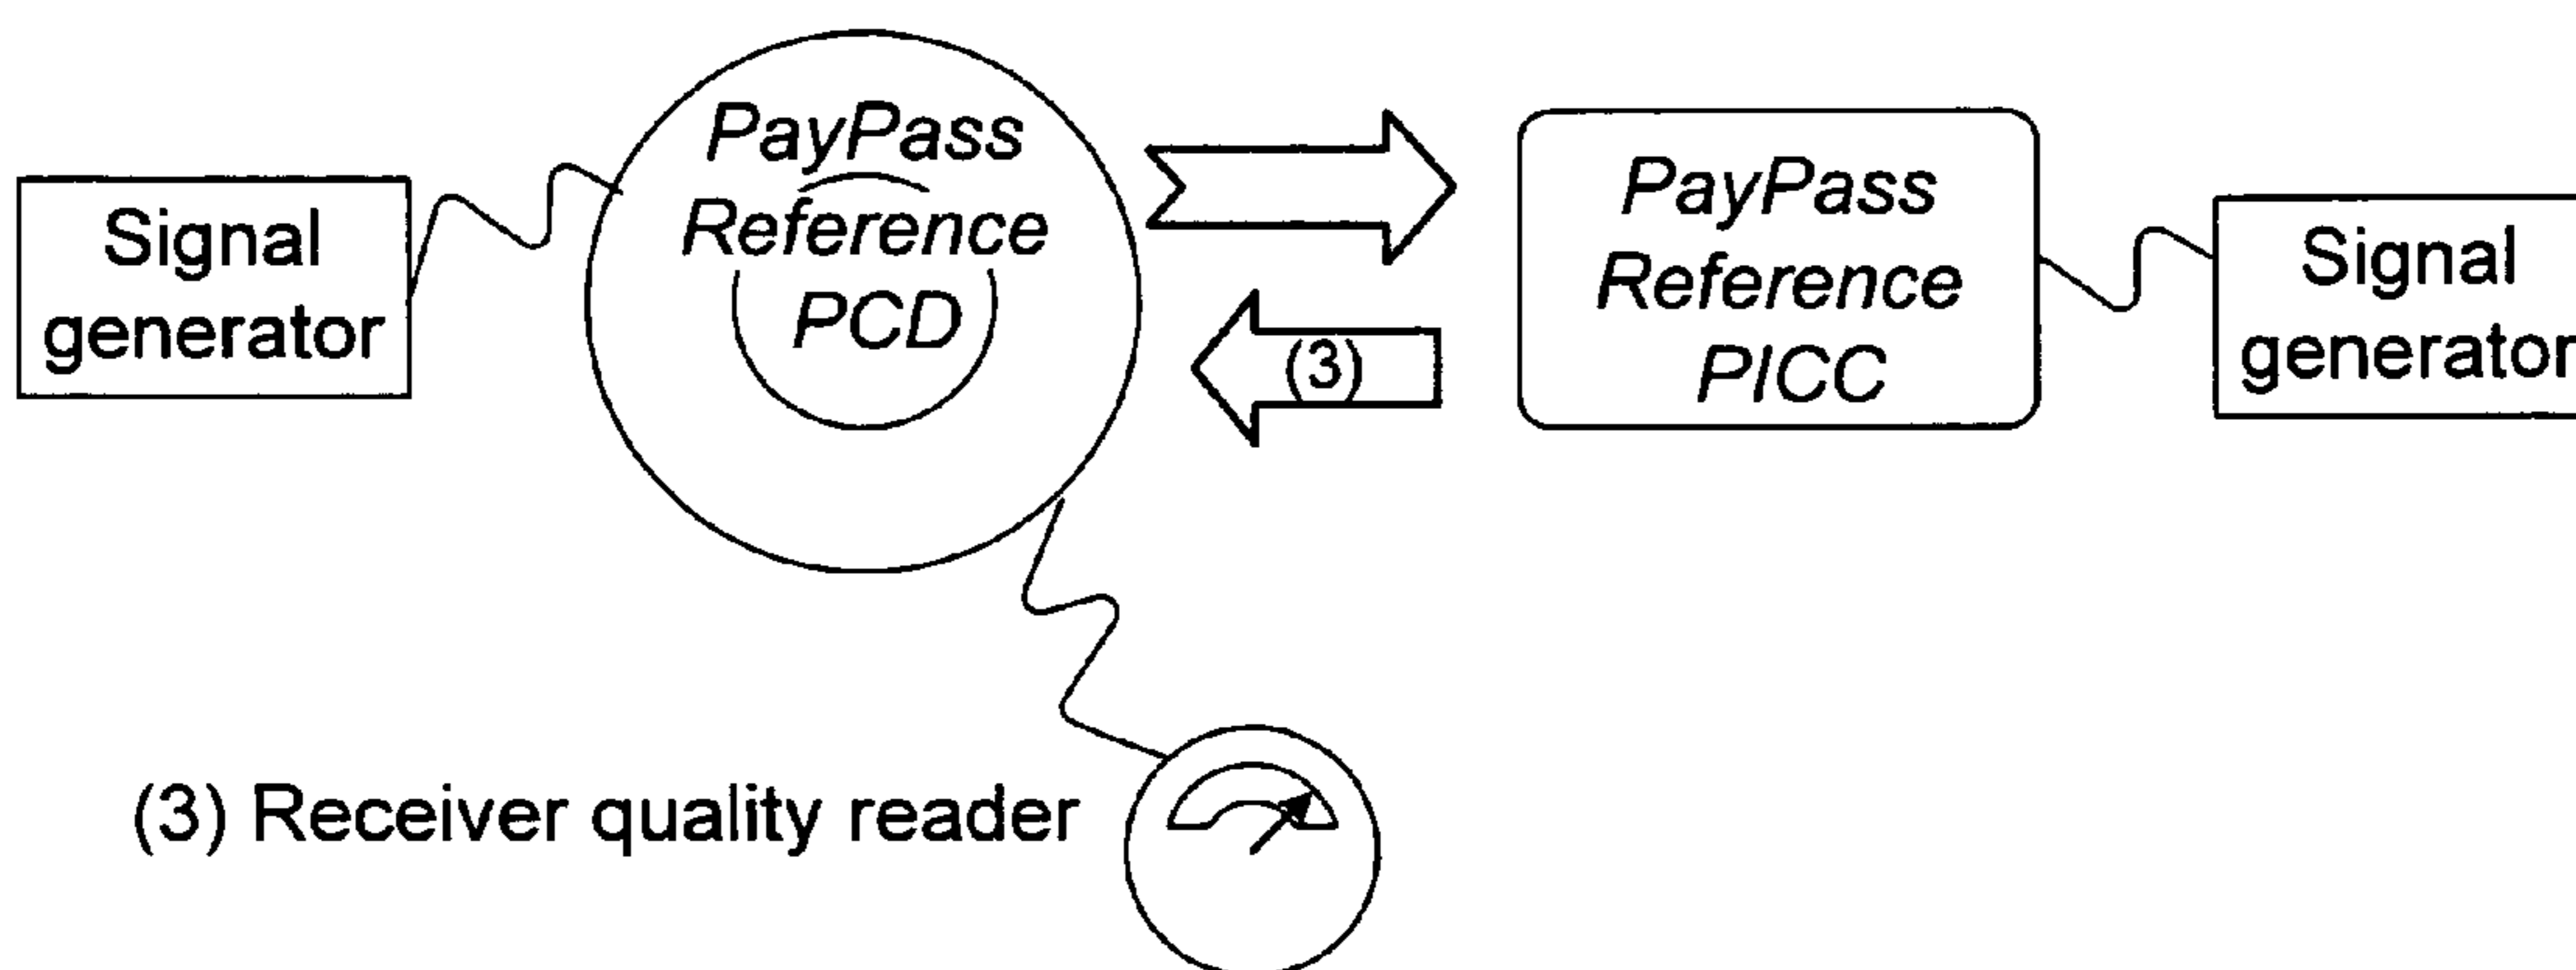 Signal
generator
PayPass
Reference
PCD
(3)
PayPass
Reference
PICC
Signal
generator
(3) Receiver quality reader